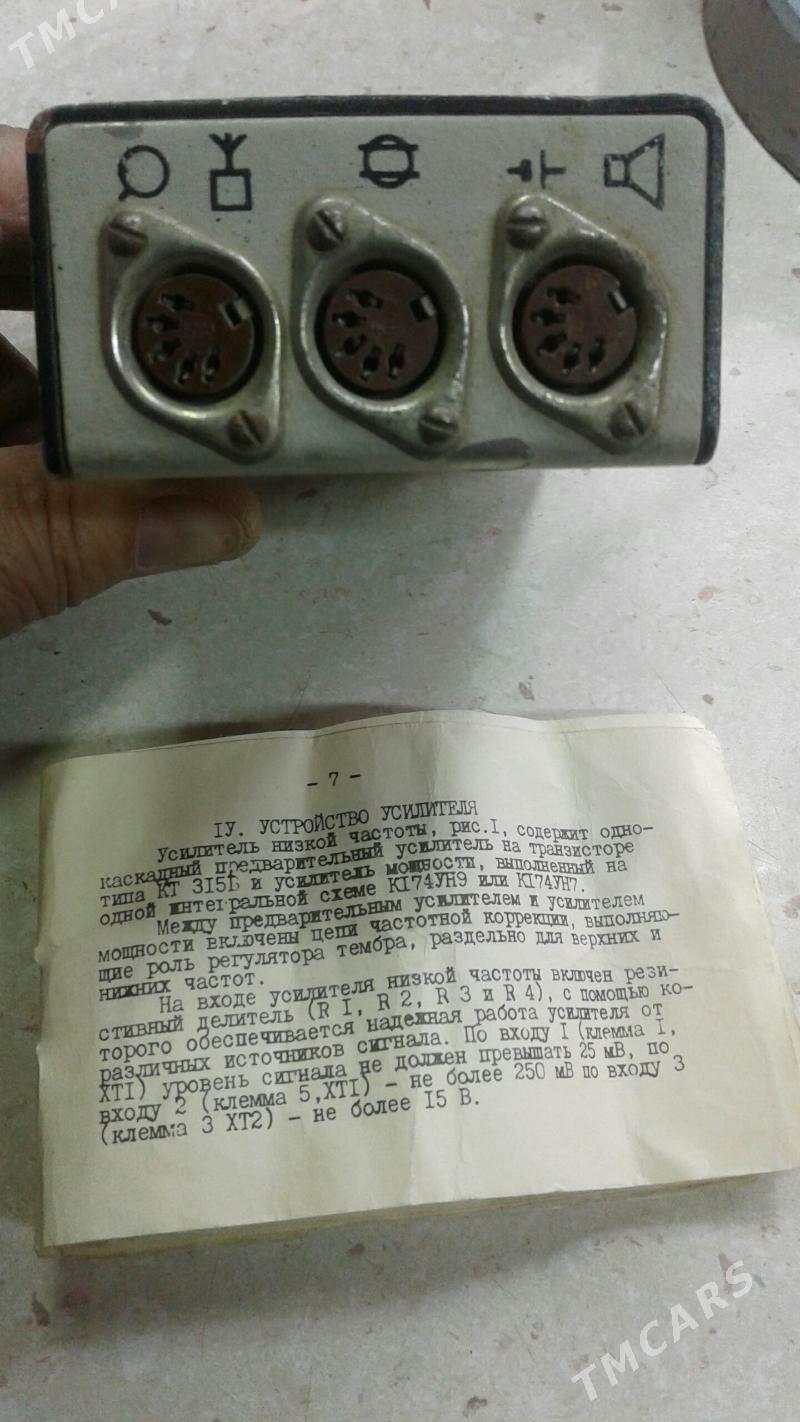 TMCARS
- 7 -
IУ. УСТРОЙСТВО УСИЛИТЕЛЯ
Усилитель низкой частоты, рис.I, содержит одно-
каскадный предварительный усилитель на транзисторе
типа КТ 315Б и усилитель мощности, выполненный на
одной интегральной схеме К174УН9 или К174УН7.
Между предварительным усилителем и усилителем
мощности включены цепи частотной коррекции, выполняю-
щие роль регулятора тембра, раздельно для верхних и
нижних частот.
На входе усилителя низкой частоты включен рези-
стивный делитель (R I, R 2, R 3 и R 4), с помощью ко-
торого обеспечивается надежная работа усилителя от
различных источников сигнала. По входу I (клемма I,
XTI) уровень сигнала не должен превышать 25 мВ, по
входу 2 (клемма 5,XTI) - не более 250 мВ по входу 3
(клемма 3 XT2) - не более I5 В.
TMCARS